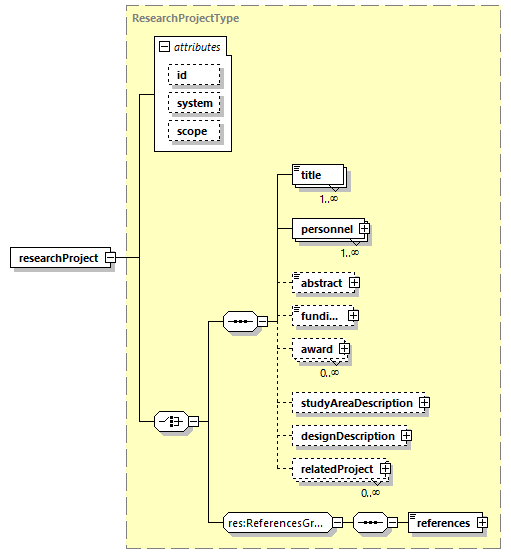 ResearchProjectType
attributes
id
system
scope
title
1..∞
personnel
1..∞
researchProject
abstract
fundi...
award
0..∞
studyAreaDescription
designDescription
relatedProject
0..∞
res:ReferencesGr...
references